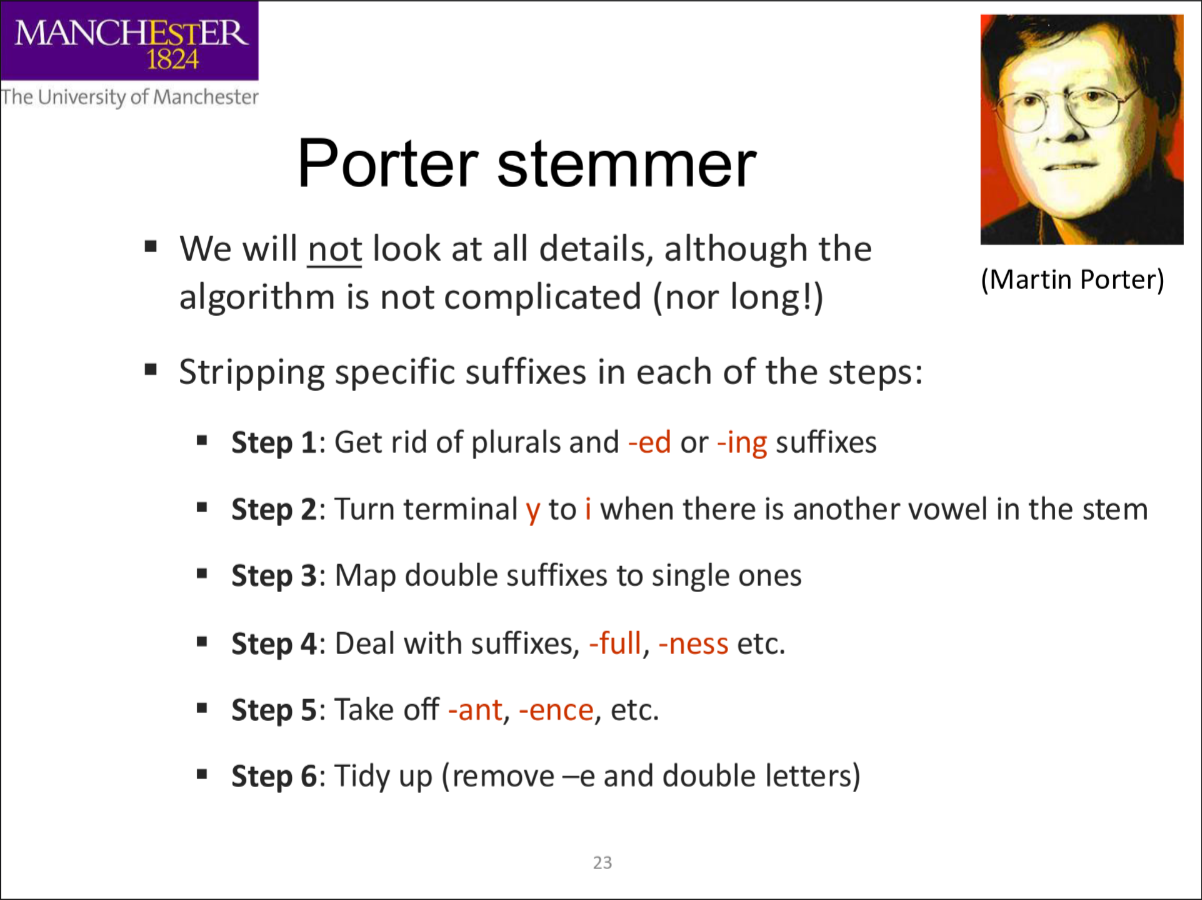 MANCHESTER
1824
The University of Manchester
Porter stemmer
▪ We will not look at all details, although the
algorithm is not complicated (nor long!)
(Martin Porter)
▪ Stripping specific suffixes in each of the steps:
▪ Step 1: Get rid of plurals and -ed or -ing suffixes
▪ Step 2: Turn terminal y to i when there is another vowel in the stem
▪ Step 3: Map double suffixes to single ones
▪ Step 4: Deal with suffixes, -full, -ness etc.
▪ Step 5: Take off -ant, -ence, etc.
▪ Step 6: Tidy up (remove –e and double letters)
23